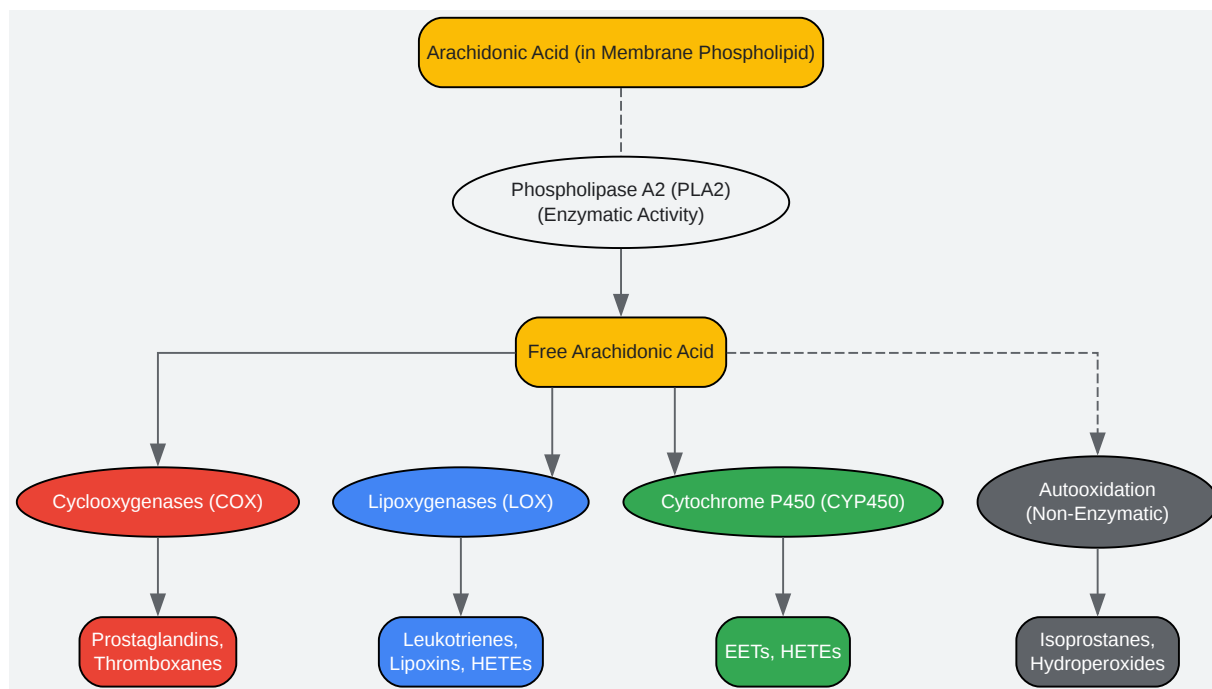 Arachidonic Acid (in Membrane Phospholipid)
Phospholipase A2 (PLA2)
(Enzymatic Activity)
Free Arachidonic Acid
Cyclooxygenases (COX)
Lipoxygenases (LOX)
Cytochrome P450 (CYP450)
Autooxidation
(Non-Enzymatic)
Prostaglandins,
Thromboxanes
Leukotrienes,
Lipoxins, HETEs
EETs, HETEs
Isoprostanes,
Hydroperoxides